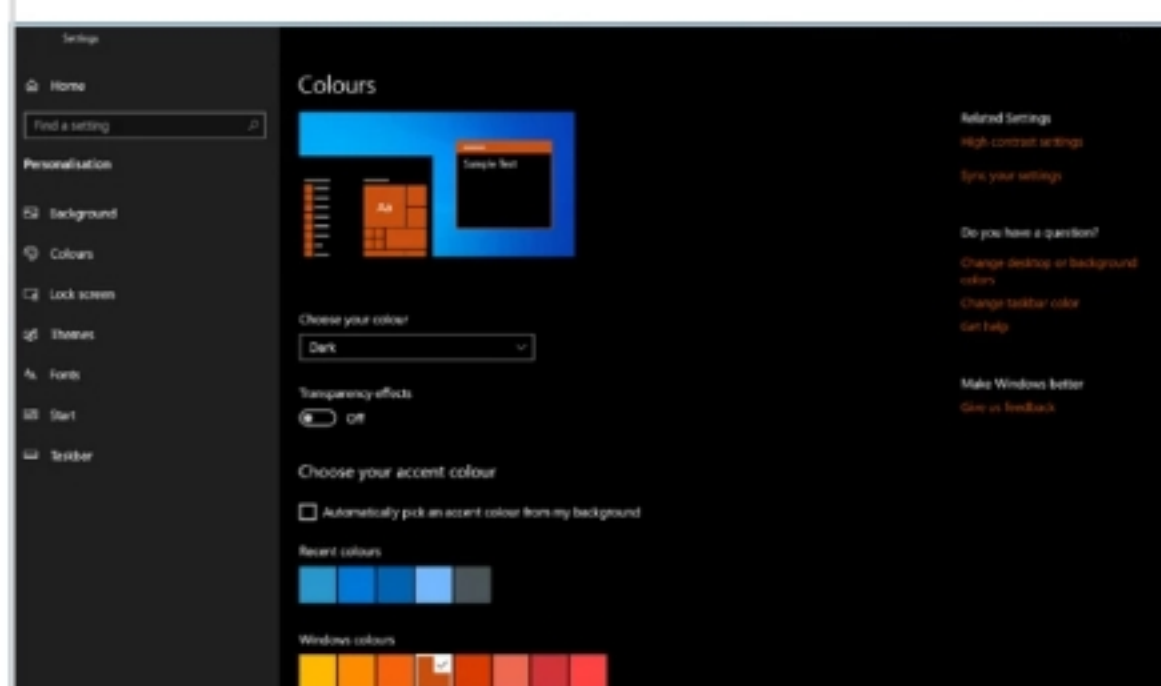 Settings
Home
Find a setting
Personalisation
Background
Colours
Lock screen
Themes
Fonts
Start
Taskbar
Colours
Sample Text
Aa
Choose your colour
Dark
Transparency effects
Off
Choose your accent colour
Automatically pick an accent colour from my background
Recent colours
Windows colours
Related Settings
High contrast settings
Sync your settings
Do you have a question?
Change desktop or background
colors
Change taskbar color
Get help
Make Windows better
Give us feedback